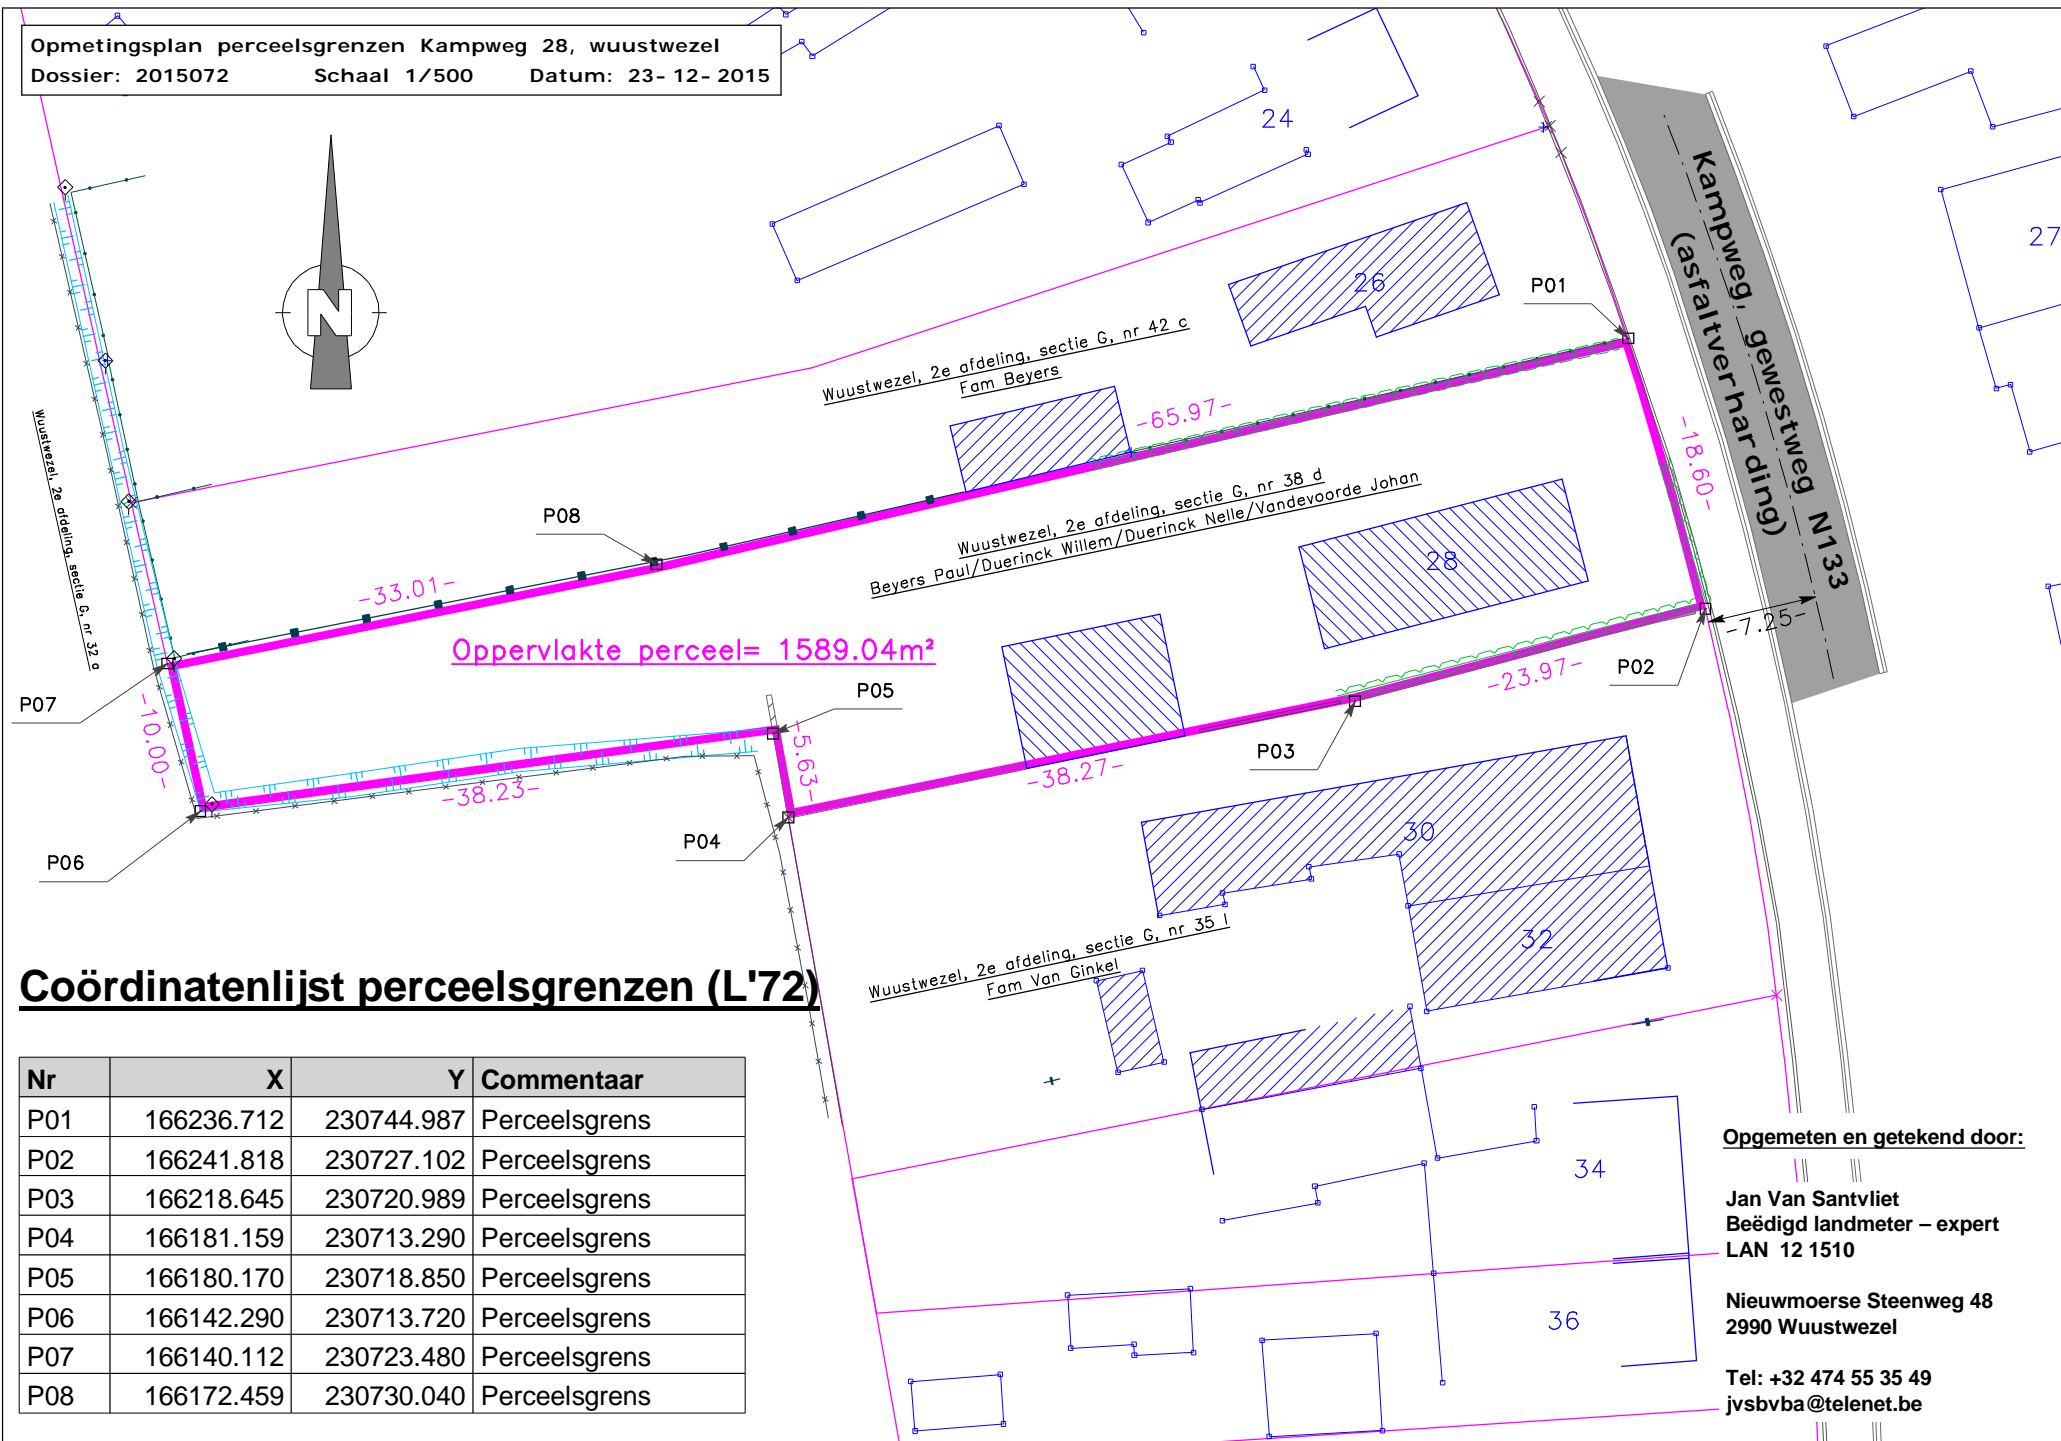 Opmetingsplan perceelsgrenzen Kampweg 28, wuustwezel
Dossier: 2015072 Schaal 1/500 Datum: 23-12-2015
24
27
26
N
P01
Kampweg, gewestweg N133
(asfaltverharding)
Wuustwezel, 2e afdeling, sectie G, nr 42 c
Fam Beyers
-65.97-
-18.60-
Wuustwezel, 2e afdeling, sectie G, nr 32 a
P08
Wuustwezel, 2e afdeling, sectie G, nr 38 d
Beyers Paul/Duerinck Willem/Duerinck Nelle/Vandevoorde Johan
28
-33.01-
-7.25-
Oppervlakte perceel= 1589.04m²
P02
-23.97-
P07
P05
-10.00-
-5.63-
P03
-38.27-
-38.23-
P04
P06
30
32
Wuustwezel, 2e afdeling, sectie G, nr 35 l
Fam Van Ginkel
Coördinatenlijst perceelsgrenzen (L'72)
Nr X Y Commentaar
P01 166236.712 230744.987 Perceelsgrens
P02 166241.818 230727.102 Perceelsgrens
P03 166218.645 230720.989 Perceelsgrens
P04 166181.159 230713.290 Perceelsgrens
P05 166180.170 230718.850 Perceelsgrens
P06 166142.290 230713.720 Perceelsgrens
P07 166140.112 230723.480 Perceelsgrens
P08 166172.459 230730.040 Perceelsgrens
34
36
Opgemeten en getekend door:
Jan Van Santvliet
Beëdigd landmeter – expert
LAN 12 1510
Nieuwmoerse Steenweg 48
2990 Wuustwezel
Tel: +32 474 55 35 49
jvsbvba@telenet.be